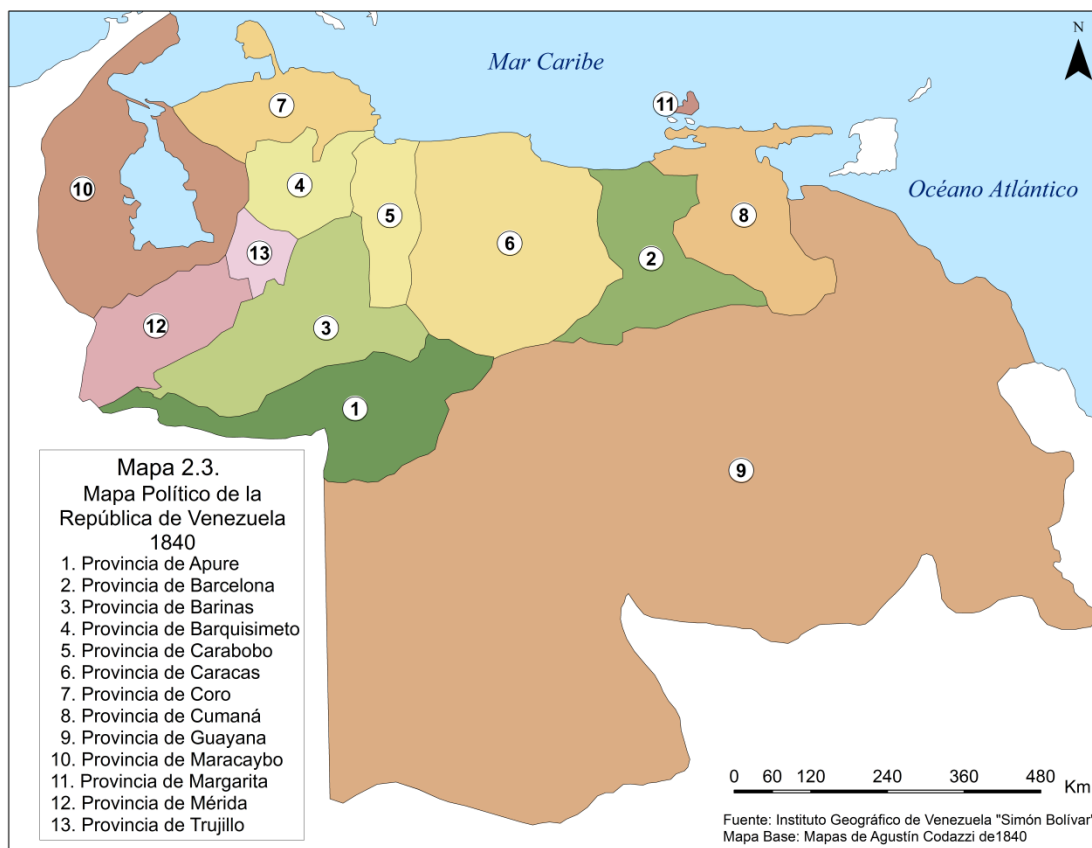 N
Mar Caribe
Océano Atlántico
7
11
10
4
5
8
6
13
2
12
3
1
9
Mapa 2.3.
Mapa Político de la
República de Venezuela
1840
1. Provincia de Apure
2. Provincia de Barcelona
3. Provincia de Barinas
4. Provincia de Barquisimeto
5. Provincia de Carabobo
6. Provincia de Caracas
7. Provincia de Coro
8. Provincia de Cumaná
9. Provincia de Guayana
10. Provincia de Maracaybo
11. Provincia de Margarita
12. Provincia de Mérida
13. Provincia de Trujillo
0 60 120 240 360 480 Km
Fuente: Instituto Geográfico de Venezuela "Simón Bolívar"
Mapa Base: Mapas de Agustín Codazzi de1840